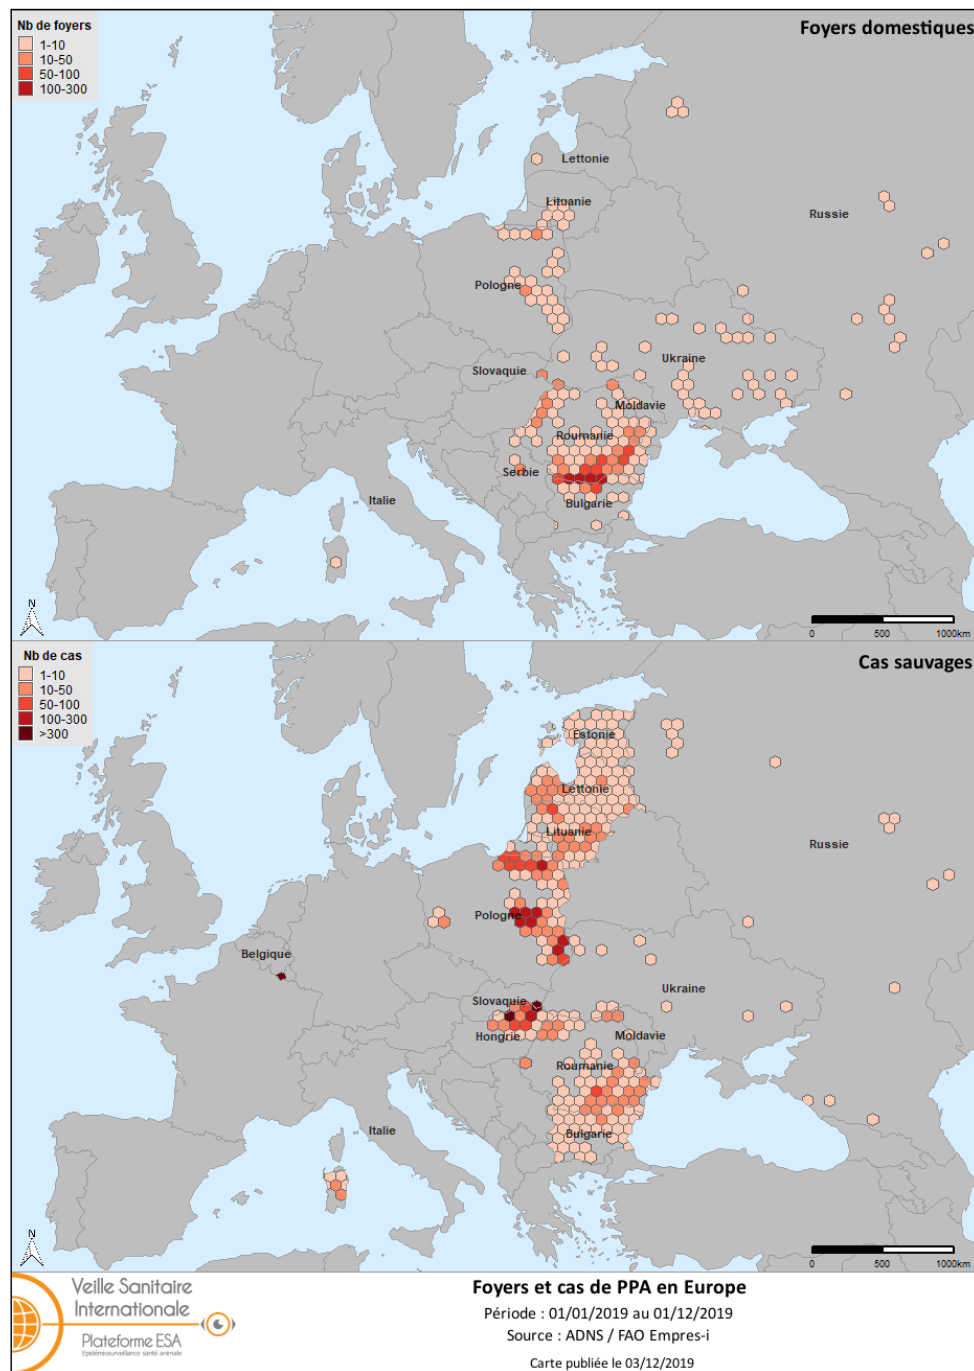 Nb de foyers
1-10
10-50
50-100
100-300
Foyers domestiques
Lettonie
Lituanie
Russie
Pologne
Slovaquie
Ukraine
Moldavie
Roumanie
Serbie
Bulgarie
Italie
N
0 500 1000km
Nb de cas
1-10
10-50
50-100
100-300
>300
Cas sauvages
Estonie
Lettonie
Lituanie
Russie
Pologne
Belgique
Slovaquie
Ukraine
Hongrie
Moldavie
Roumanie
Bulgarie
Italie
N
0 500 1000km
Veille Sanitaire
Internationale
Plateforme ESA
Epidémiosurveillance santé animale
Foyers et cas de PPA en Europe
Période : 01/01/2019 au 01/12/2019
Source : ADNS / FAO Empres-i
Carte publiée le 03/12/2019